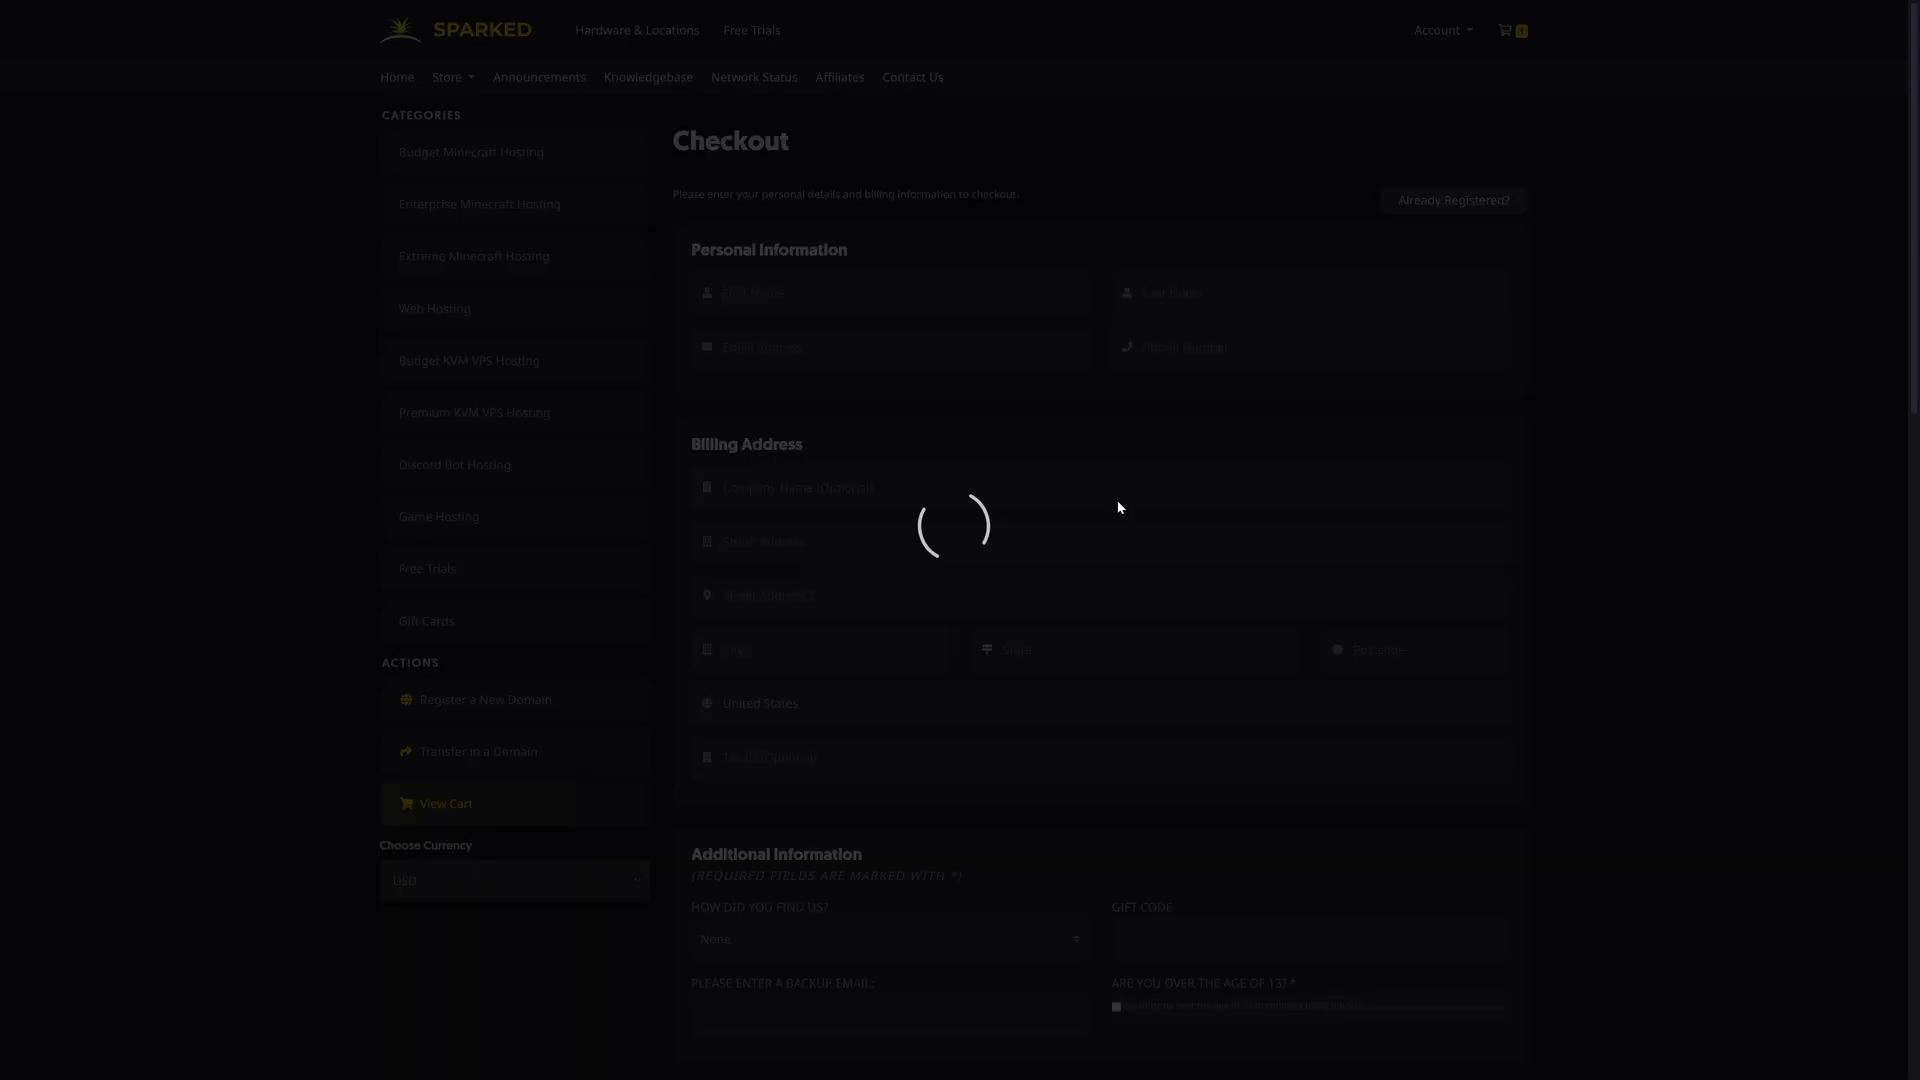 SPARKED
Hardware & Locations
Free Trials
Account
1
Home
Store
Announcements
Knowledgebase
Network Status
Affiliates
Contact Us
CATEGORIES
Budget Minecraft Hosting
Enterprise Minecraft Hosting
Extreme Minecraft Hosting
Web Hosting
Budget KVM VPS Hosting
Premium KVM VPS Hosting
Discord Bot Hosting
Game Hosting
Free Trials
Gift Cards
ACTIONS
Register a New Domain
Transfer in a Domain
View Cart
Choose Currency
USD
Checkout
Please enter your personal details and billing information to checkout.
Already Registered?
Personal Information
First Name
Last Name
Email Address
Phone Number
Billing Address
Company Name (Optional)
Street Address
Street Address 2
City
State
Postcode
United States
Tax ID (Optional)
Additional Information
(REQUIRED FIELDS ARE MARKED WITH *)
HOW DID YOU FIND US?
None
GIFT CODE
PLEASE ENTER A BACKUP EMAIL:
ARE YOU OVER THE AGE OF 13? *